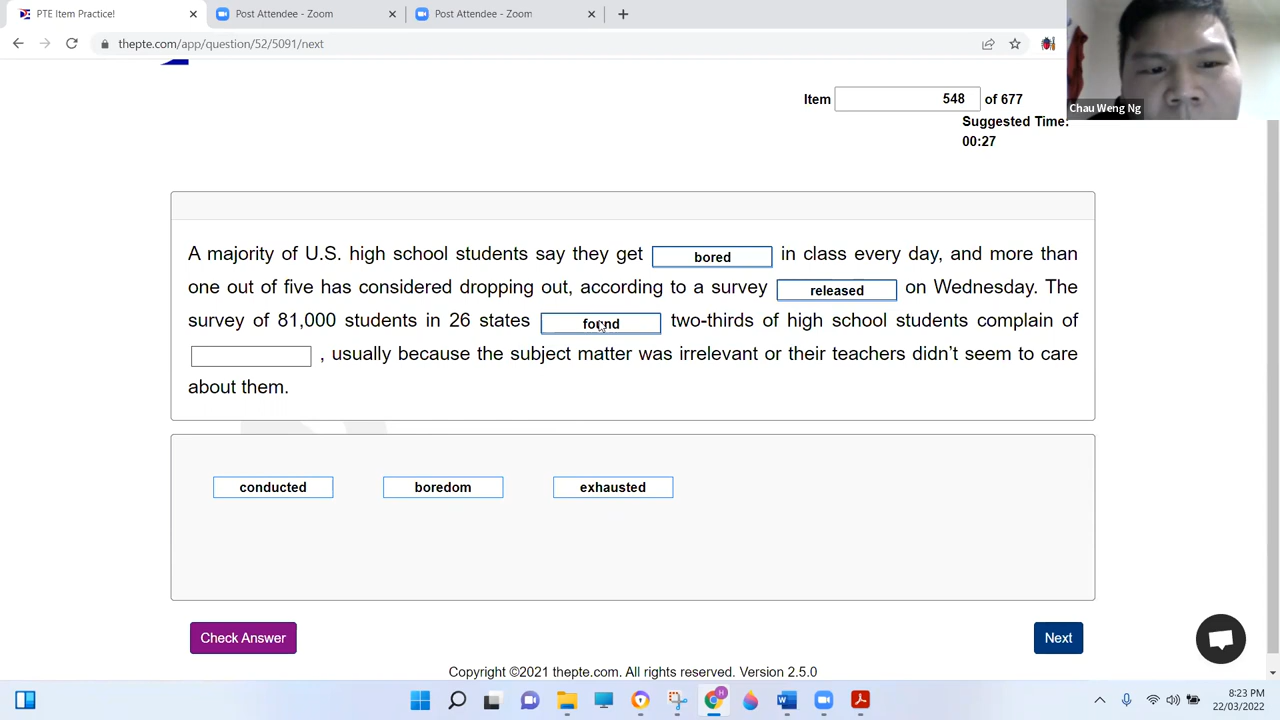 PE Item Practice!
Post Attendee - Zoom
Post Attendee - Zoom
thepte.com/app/question/52/5091/next
Item 548 of 677
Suggested Time:
00:27
Chau Weng Ng
A majority of U.S. high school students say they get bored in class every day, and more than
one out of five has considered dropping out, according to a survey released on Wednesday. The
survey of 81,000 students in 26 states found two-thirds of high school students complain of
, usually because the subject matter was irrelevant or their teachers didn't seem to care
about them.
conducted boredom exhausted
Check Answer
Next
Copyright ©2021 thepte.com. All rights reserved. Version 2.5.0
8:23 PM
22/03/2022